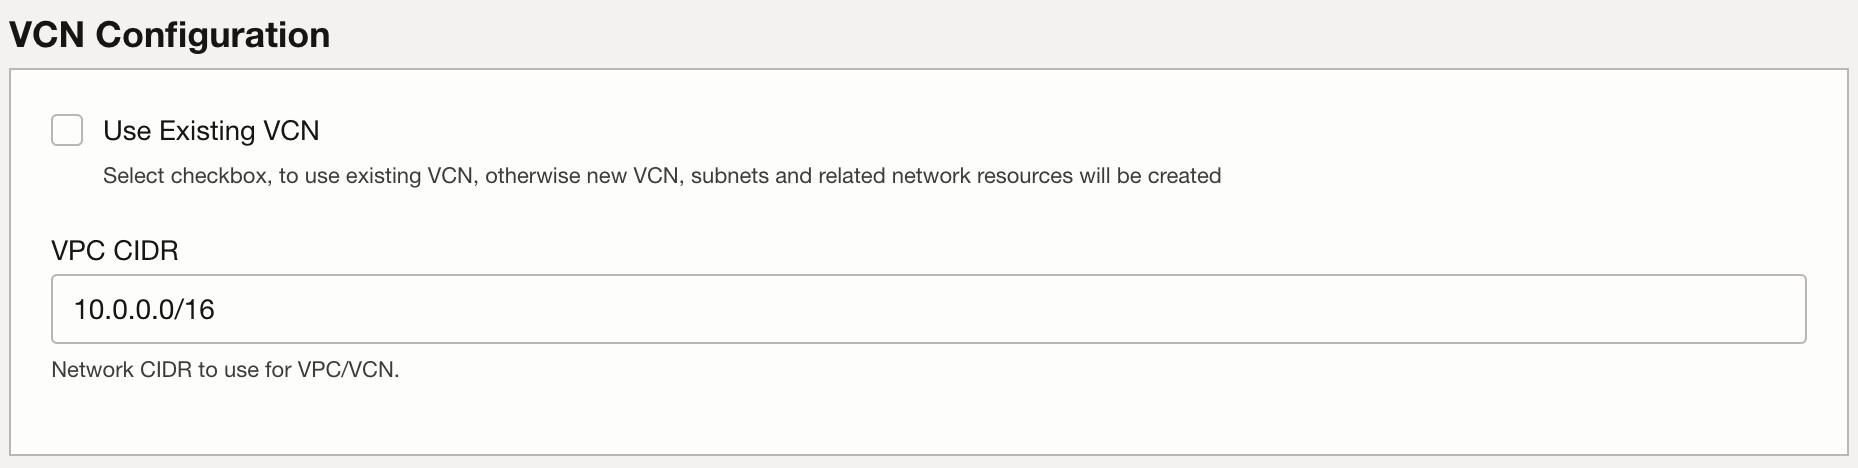 VCN Configuration
Use Existing VCN
Select checkbox, to use existing VCN, otherwise new VCN, subnets and related network resources will be created
VPC CIDR
10.0.0.0/16
Network CIDR to use for VPC/VCN.